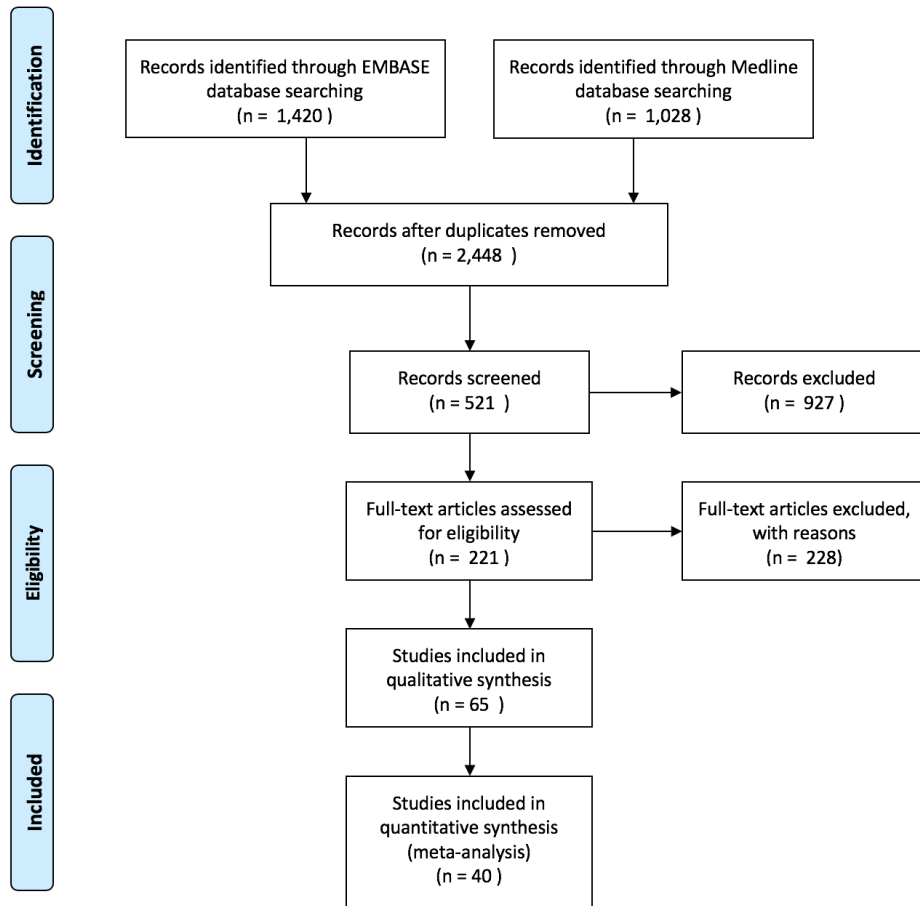 Identification
Records identified through EMBASE
database searching
(n =  1,420 )
Records identified through Medline
database searching
(n =  1,028 )
Records after duplicates removed
(n = 2,448  )
Screening
Records screened
(n = 521  )
Records excluded
(n =  927 )
Eligibility
Full-text articles assessed
for eligibility
(n =  221 )
Full-text articles excluded,
with reasons
(n =  228)
Studies included in
qualitative synthesis
(n = 65   )
Included
Studies included in
quantitative synthesis
(meta-analysis)
(n = 40  )